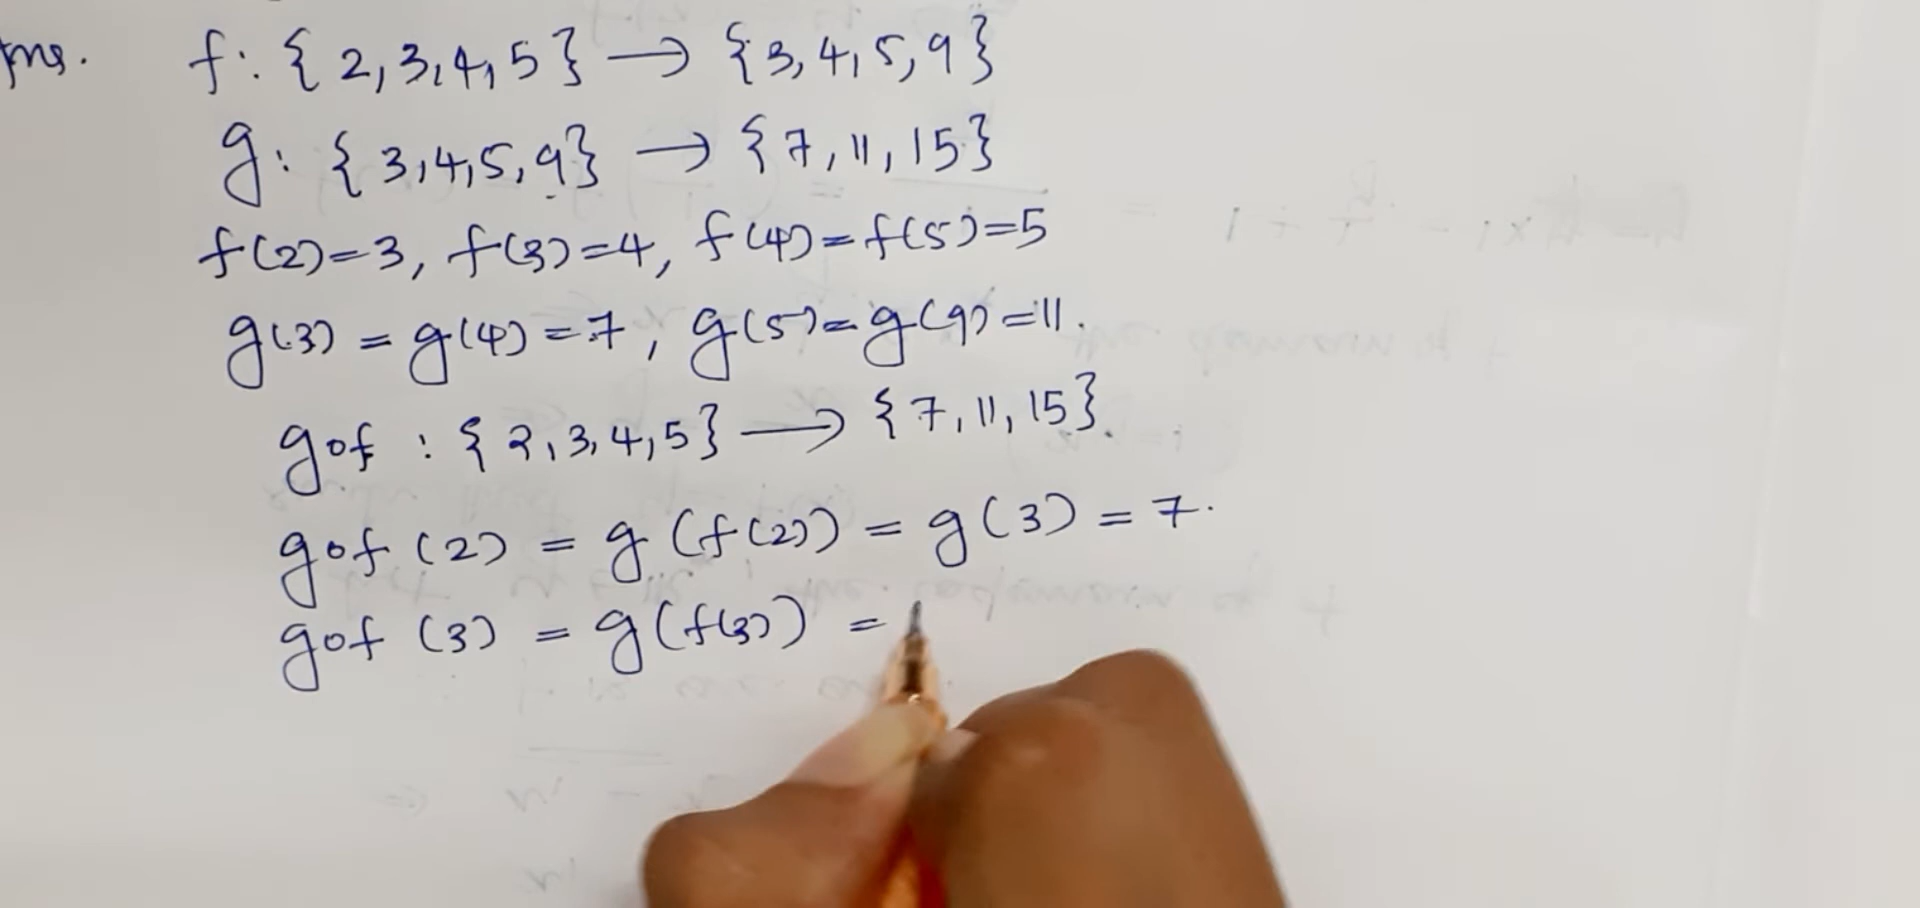 Ans. f: {2,3,4,5} → {3,4,5,9}
g: {3,4,5,9} → {7,11,15}
f(2)=3, f(3)=4, f(4)=f(5)=5
g(3)=g(4)=7, g(5)=g(9)=11.
gof : {2,3,4,5} → {7,11,15}.
gof (2) = g(f(2)) = g(3) = 7.
gof (3) = g(f(3)) =